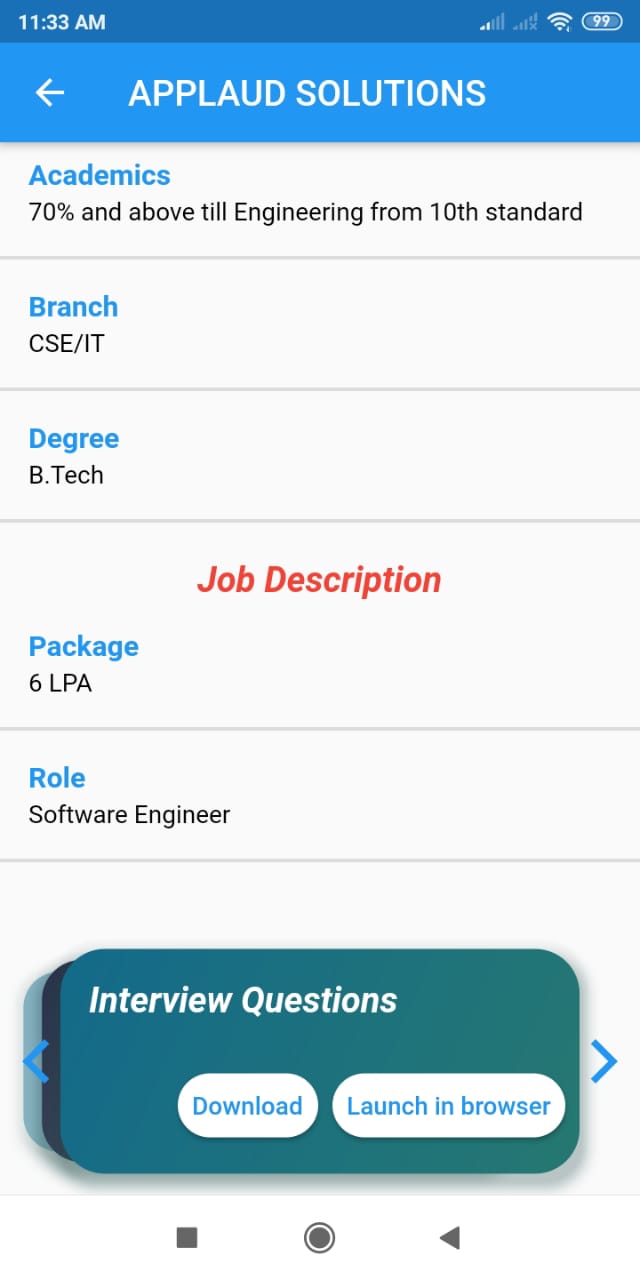 11:33 AM
99
APPLAUD SOLUTIONS
Academics
70% and above till Engineering from 10th standard
Branch
CSE/IT
Degree
B.Tech
Job Description
Package
6 LPA
Role
Software Engineer
Interview Questions
Download
Launch in browser